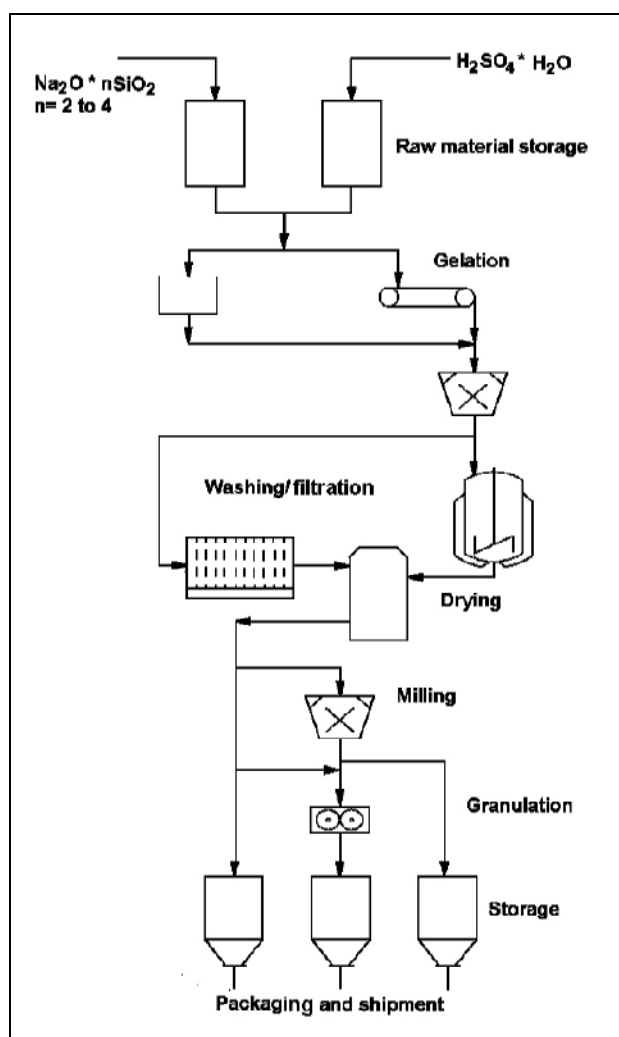 Na₂O * nSiO₂
n= 2 to 4
H₂SO₄* H₂O
Raw material storage
Gelation
Washing/filtration
Drying
Milling
Granulation
Storage
Packaging and shipment